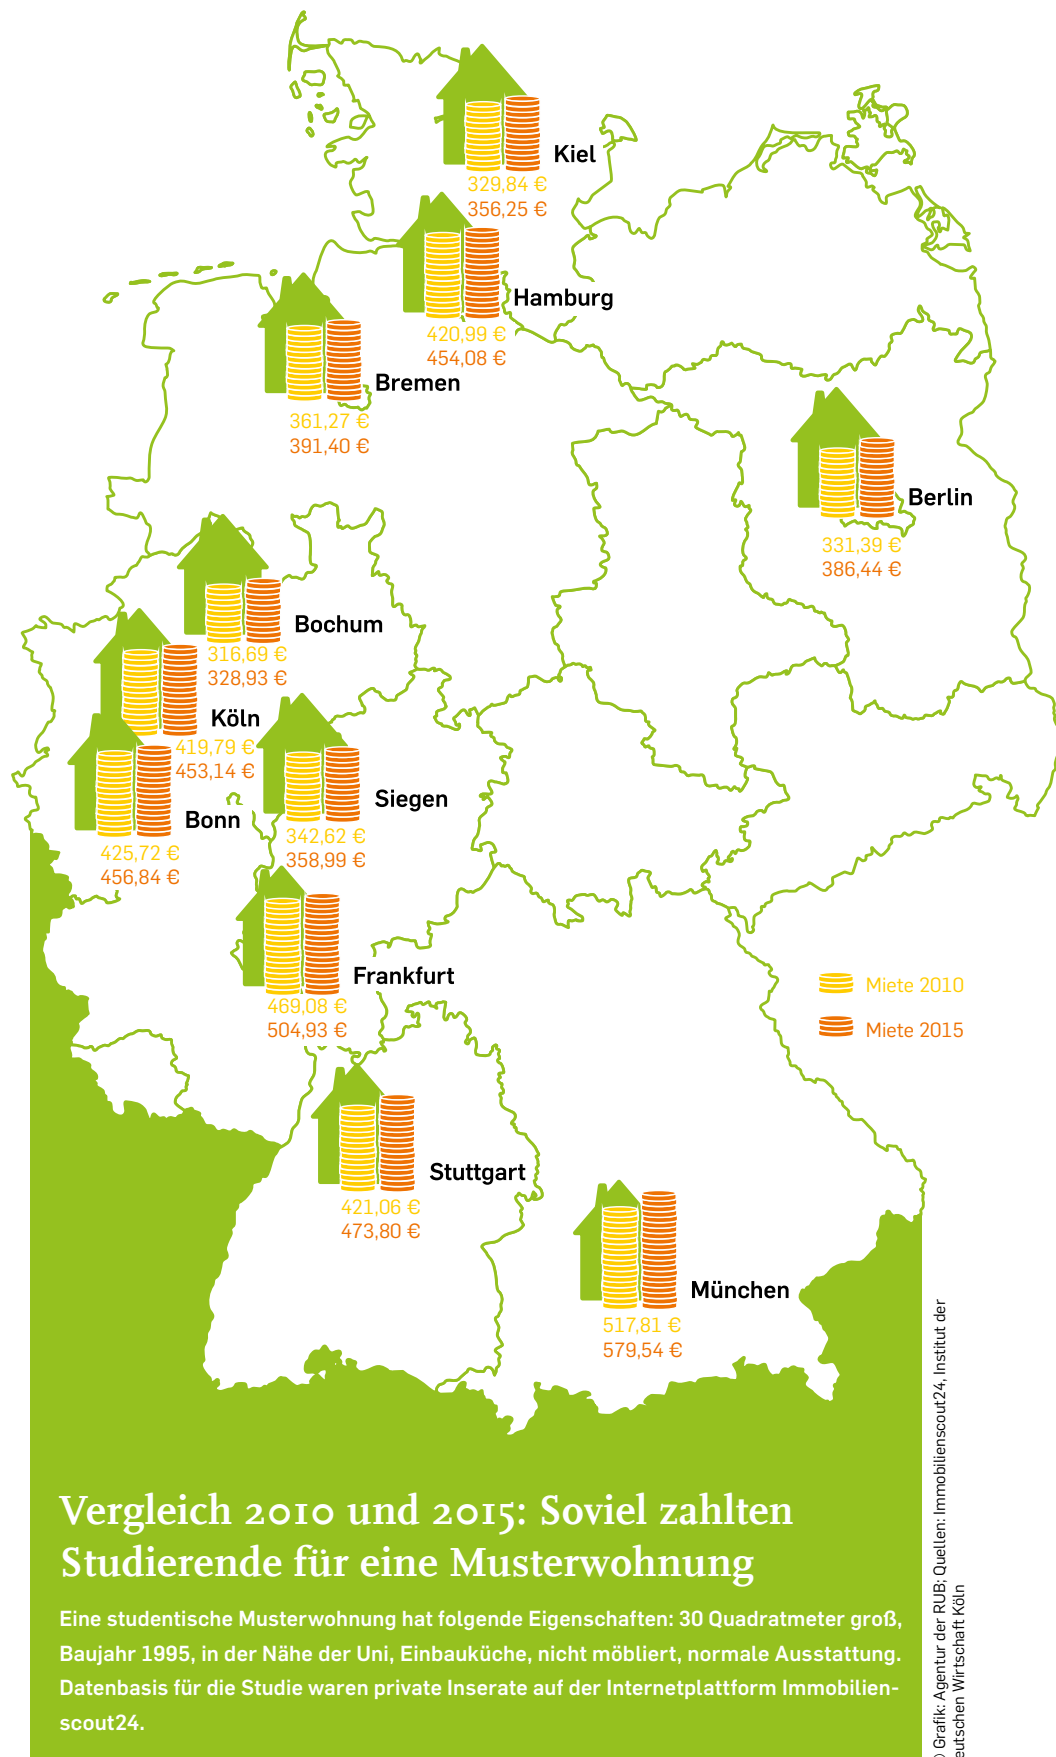 Kiel
329,84 €
356,25 €
Hamburg
420,99 €
454,08 €
Bremen
361,27 €
391,40 €
Berlin
331,39 €
386,44 €
Bochum
316,69 €
328,93 €
Köln
419,79 €
453,14 €
Siegen
342,62 €
358,99 €
Bonn
425,72 €
456,84 €
Frankfurt
469,08 €
504,93 €
Miete 2010
Miete 2015
Stuttgart
421,06 €
473,80 €
München
517,81 €
579,54 €
Vergleich 2010 und 2015: Soviel zahlten
Studierende für eine Musterwohnung
Eine studentische Musterwohnung hat folgende Eigenschaften: 30 Quadratmeter groß,
Baujahr 1995, in der Nähe der Uni, Einbauküche, nicht möbliert, normale Ausstattung.
Datenbasis für die Studie waren private Inserate auf der Internetplattform Immobilien-
scout24.
Grafik: Agentur der RUB; Quellen: Immobilienscout24, Institut der
eutschen Wirtschaft Köln